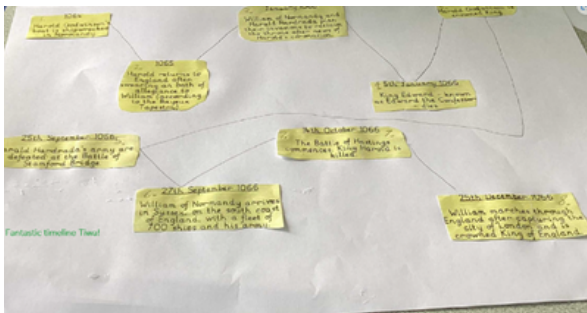 1064
Harold Godwinson's
boat is shipwrecked
in Normandy
January 1066
William of Normandy and
Harald Hardrada plan
their invasions to
the throne after news of
Harold's coronation.
crowned King
1065
Harold returns to
England after
swearing an oath of
allegiance to
William (according
to the Bayeux
Tapestry)
5th January 1066
King Edward - known
as Edward the Confessor
dies
25th September 1066
Harald Hardrada's army are
defeated at the Battle of
Stamford Bridge
14th October 1066
The Battle of Hastings
commences. King Harold is
killed.
27th September 1066
William of Normandy arrives
in Sussex, on the south coast
of England, with a fleet of
700 ships and his army
25th December 1066
William marches through
England after capturing the
city of London and is
crowned King of England
Fantastic timeline Tiwa!